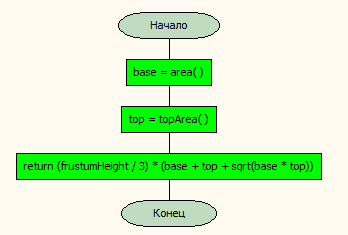 Начало
base = area( )
top = topArea( )
return (frustumHeight / 3) * (base + top + sqrt(base * top))
Конец